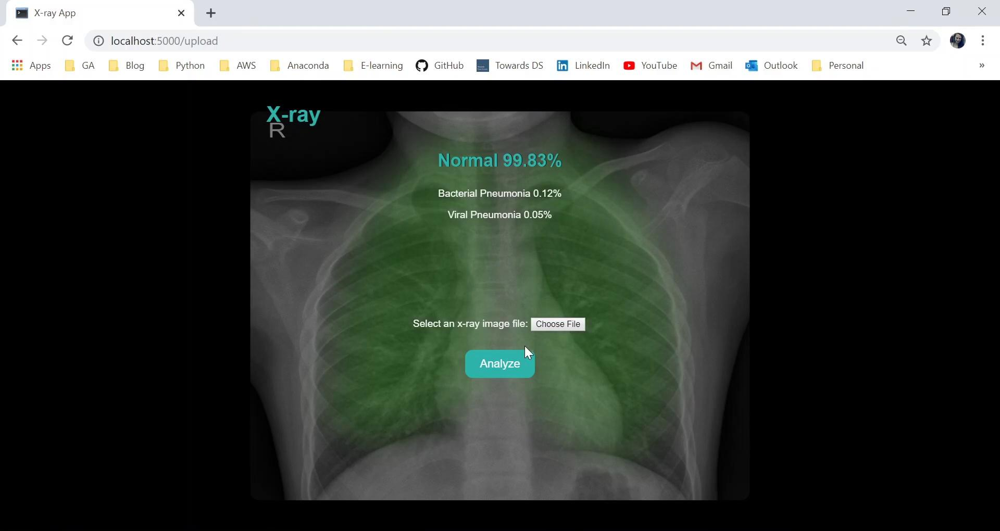 X-ray App
localhost:5000/upload
Apps GA Blog Python AWS Anaconda E-learning GitHub Towards DS LinkedIn YouTube Gmail Outlook Personal »
X-ray
R
Normal 99.83%
Bacterial Pneumonia 0.12%
Viral Pneumonia 0.05%
Select an x-ray image file: Choose File
Analyze